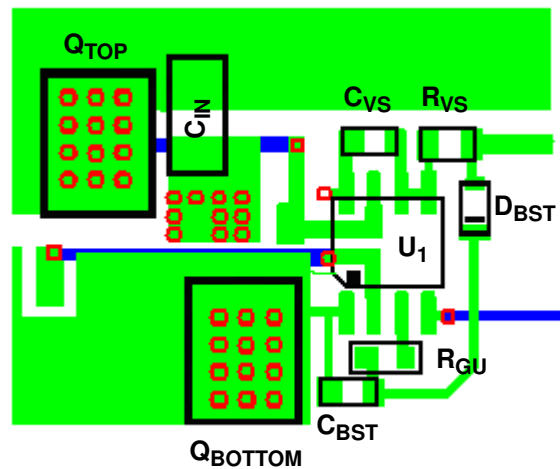 QTOP
CIN
CVS
RVS
DBST
U1
RGU
CBST
QBOTTOM